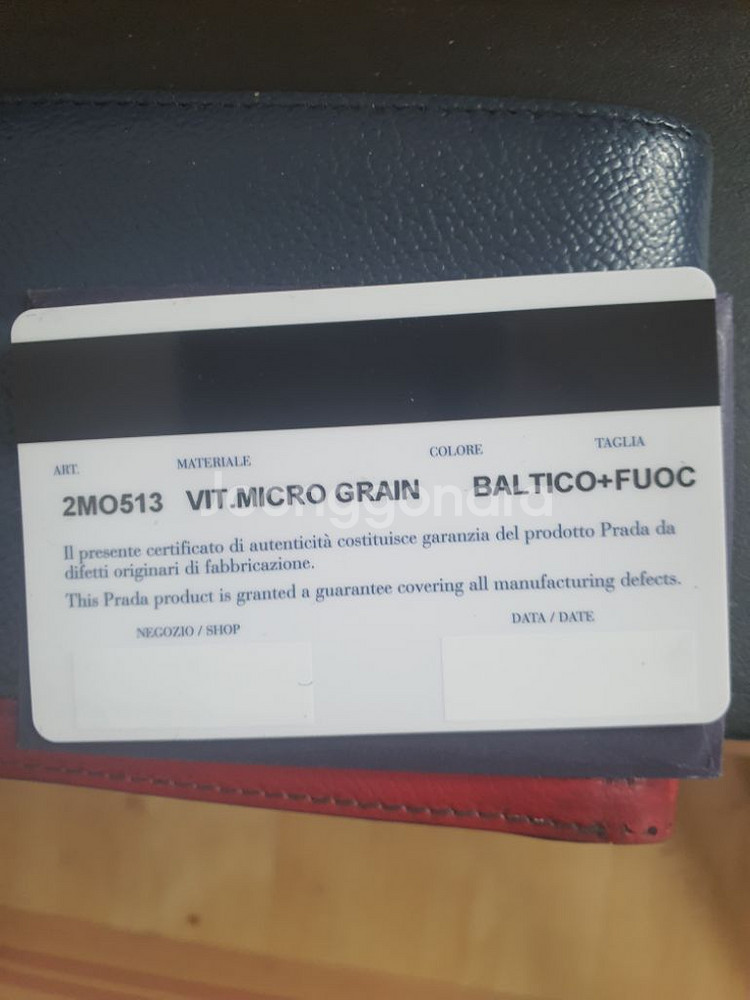 ART. MATERIALE COLORE TAGLIA
2MO513 VIT.MICRO GRAIN BALTICO+FUOC
Joonggonara
Il presente certificato di autenticità costituisce garanzia del prodotto Prada da
difetti originari di fabbricazione.
This Prada product is granted a guarantee covering all manufacturing defects.
NEGOZIO / SHOP DATA / DATE